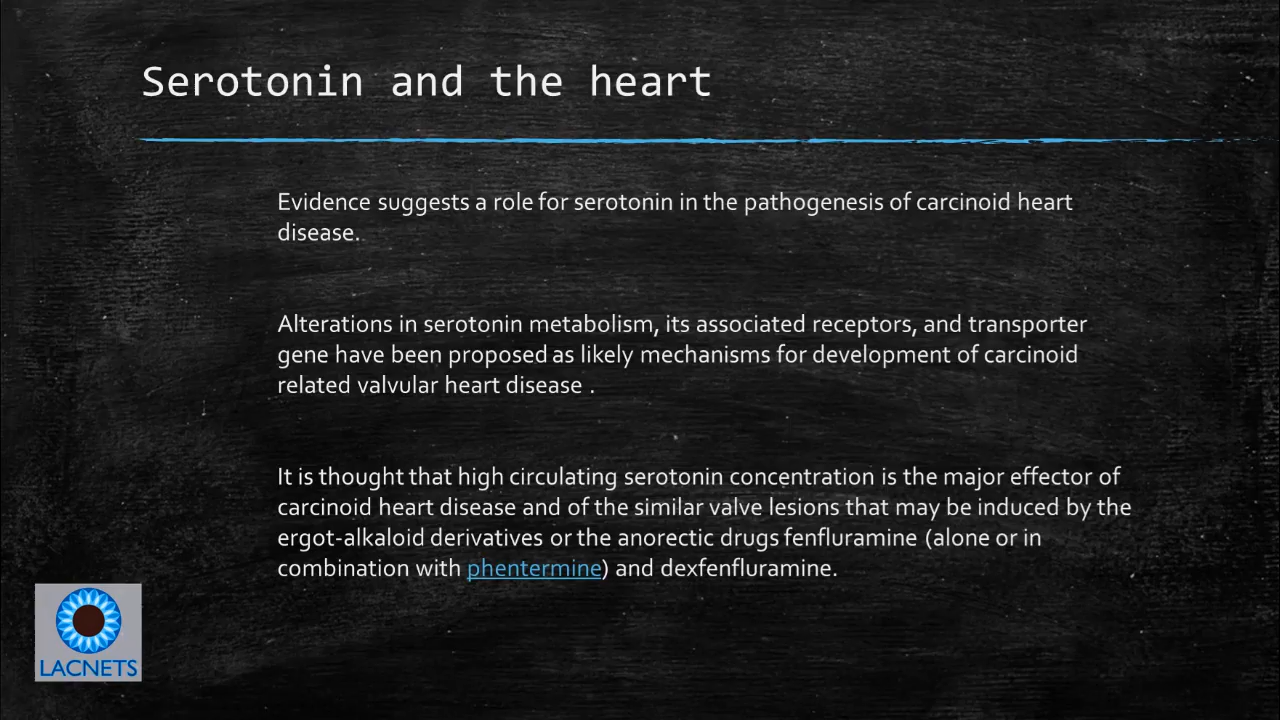 Serotonin and the heart
Evidence suggests a role for serotonin in the pathogenesis of carcinoid heart
disease.
Alterations in serotonin metabolism, its associated receptors, and transporter
gene have been proposed as likely mechanisms for development of carcinoid
related valvular heart disease .
It is thought that high circulating serotonin concentration is the major effector of
carcinoid heart disease and of the similar valve lesions that may be induced by the
ergot-alkaloid derivatives or the anorectic drugs fenfluramine (alone or in
combination with phentermine) and dexfenfluramine.
LACNETS